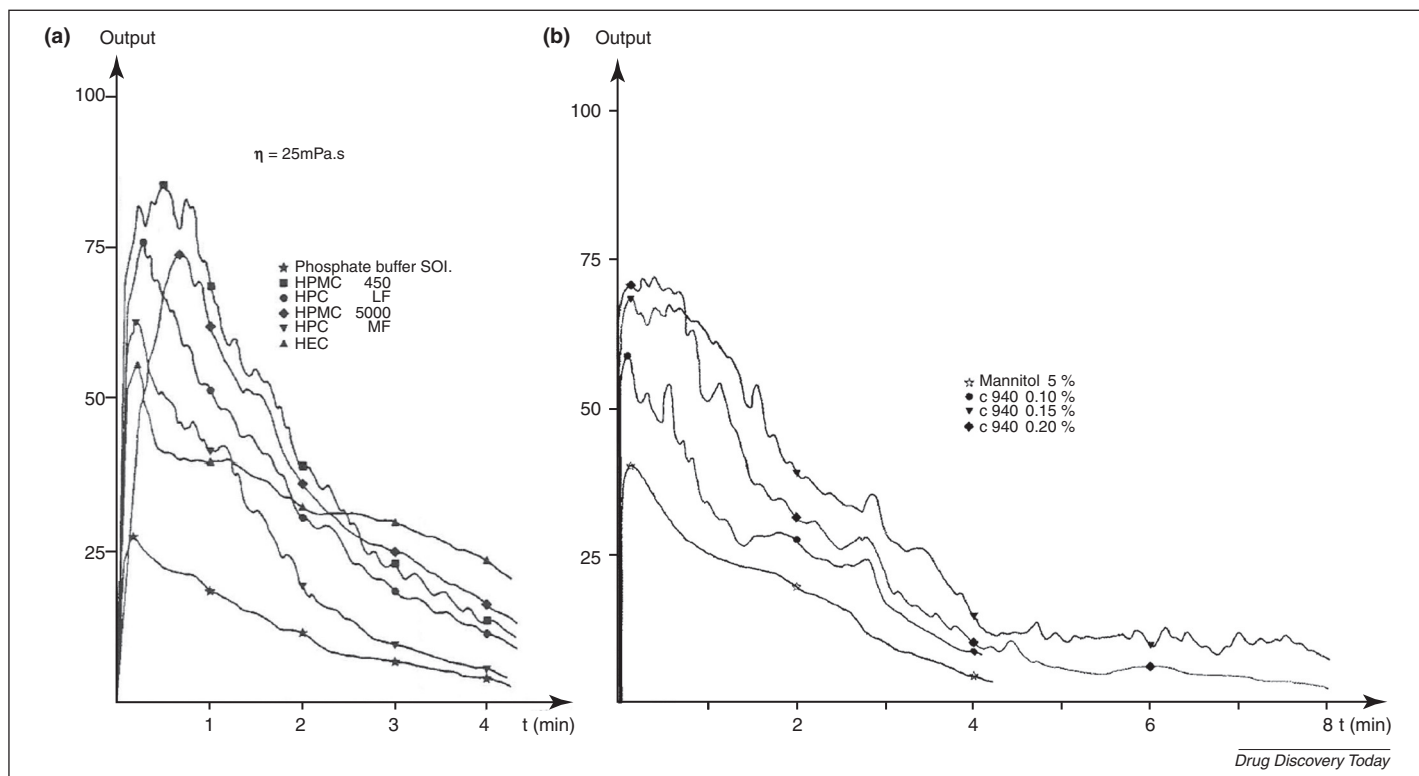 (a) Output
100
75
50
25
η = 25mPa.s
★ Phosphate buffer SOI.
■ HPMC 450
● HPC LF
◆ HPMC 5000
▼ HPC MF
▲ HEC
1 2 3 4 t (min)
(b) Output
100
75
50
25
☆ Mannitol 5 %
● c 940 0.10 %
▼ c 940 0.15 %
◆ c 940 0.20 %
2 4 6 8 t (min)
Drug Discovery Today